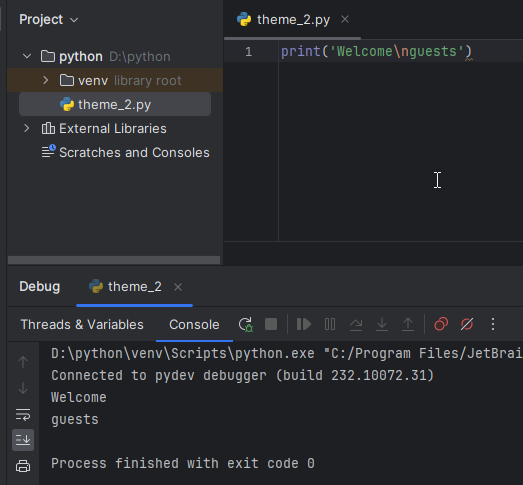 Project
python D:\python
venv library root
theme_2.py
External Libraries
Scratches and Consoles
theme_2.py
1 print('Welcome\nguests')
Debug theme_2
Threads & Variables Console
D:\python\venv\Scripts\python.exe "C:/Program Files/JetBrai
Connected to pydev debugger (build 232.10072.31)
Welcome
guests
Process finished with exit code 0